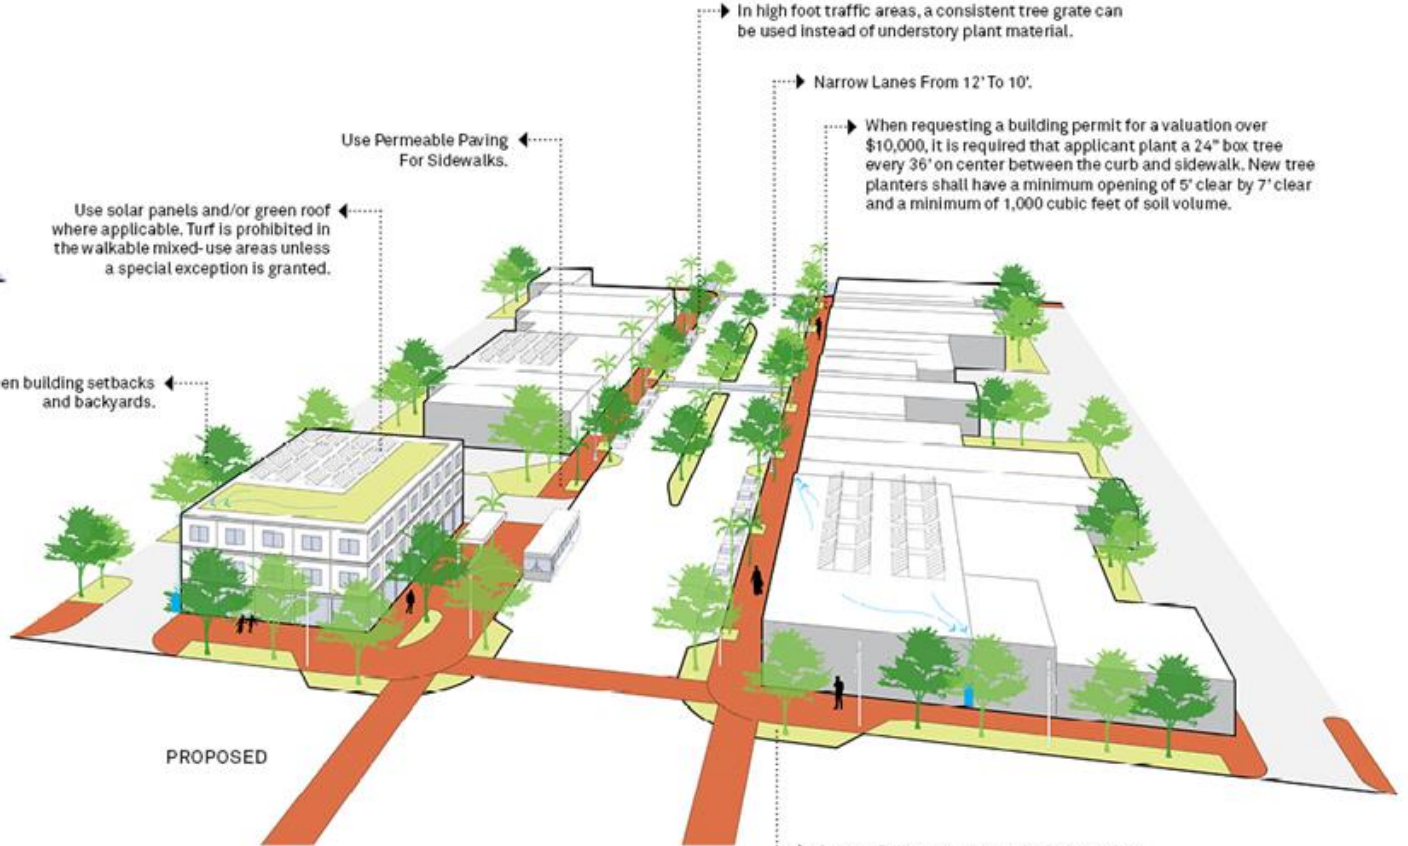 In high foot traffic areas, a consistent tree grate can
be used instead of understory plant material.
Narrow Lanes From 12' To 10'.
When requesting a building permit for a valuation over
$10,000, it is required that applicant plant a 24" box tree
every 36' on center between the curb and sidewalk. New tree
planters shall have a minimum opening of 5' clear by 7' clear
and a minimum of 1,000 cubic feet of soil volume.
Use Permeable Paving
For Sidewalks.
Use solar panels and/or green roof
where applicable. Turf is prohibited in
the walkable mixed-use areas unless
a special exception is granted.
en building setbacks
and backyards.
PROPOSED